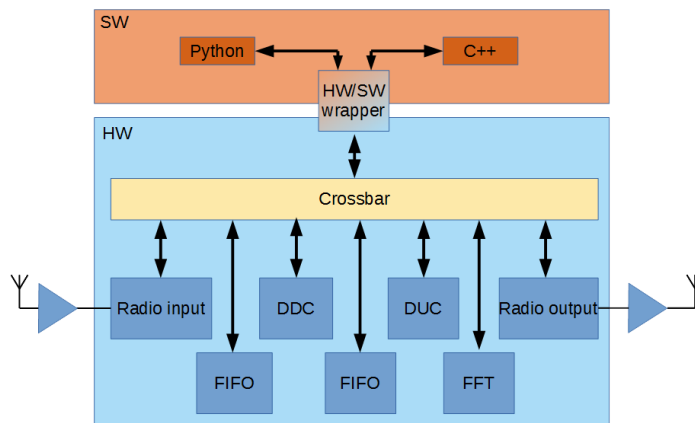 SW
Python
C++
HW/SW
wrapper
HW
Crossbar
Radio input
DDC
DUC
Radio output
FIFO
FIFO
FFT